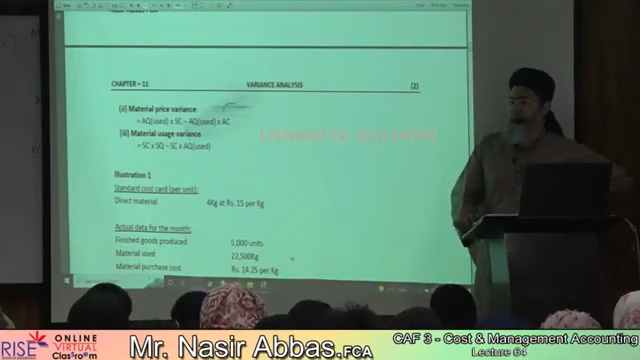 CHAPTER – 11 VARIANCE ANALYSIS (2)
(ii) Material price variance
= AQ(used) x SC – AQ(used) x AC
(iii) Material usage variance
= SC x SQ – SC x AQ(used)
Illustration 1
Standard cost card (per unit):
Direct material 4Kg at Rs. 15 per Kg
Actual data for the month:
Finished goods produced 5,000 units
Material used 22,500Kg
Material purchase cost Rs. 14.25 per Kg
RISE ONLINE VIRTUAL Classroom
Mr. Nasir Abbas.FCA
CAF 3 - Cost & Management Accounting
Lecture 64